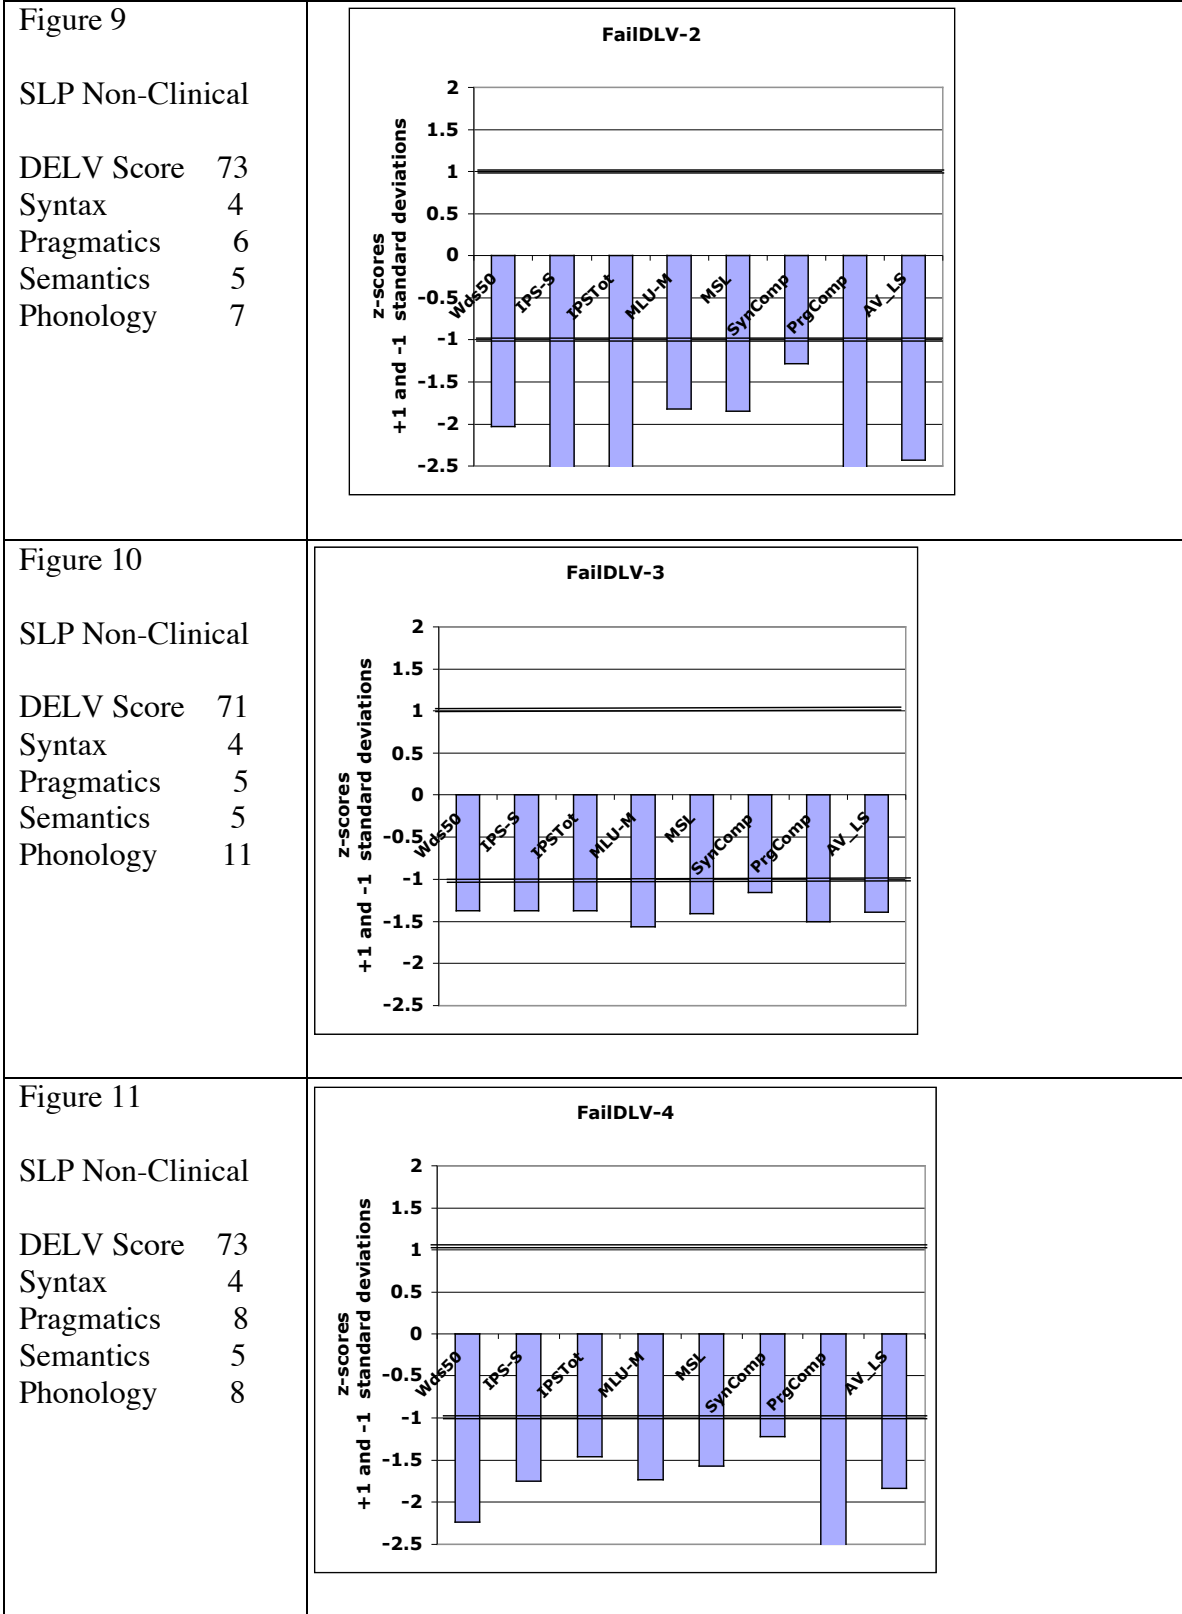 Figure 9
SLP Non-Clinical
DELV Score 73
Syntax 4
Pragmatics 6
Semantics 5
Phonology 7
FailDLV-2
z-scores
+1 and -1 standard deviations
2
1.5
1
0.5
0
-0.5
-1
-1.5
-2
-2.5
Wds50
IPS-S
IPSTot
MLU-M
MSL
SynComp
PrgComp
AV_LS
Figure 10
SLP Non-Clinical
DELV Score 71
Syntax 4
Pragmatics 5
Semantics 5
Phonology 11
FailDLV-3
z-scores
+1 and -1 standard deviations
2
1.5
1
0.5
0
-0.5
-1
-1.5
-2
-2.5
Wds50
IPS-S
IPSTot
MLU-M
MSL
SynComp
PrgComp
AV_LS
Figure 11
SLP Non-Clinical
DELV Score 73
Syntax 4
Pragmatics 8
Semantics 5
Phonology 8
FailDLV-4
z-scores
+1 and -1 standard deviations
2
1.5
1
0.5
0
-0.5
-1
-1.5
-2
-2.5
Wds50
IPS-S
IPSTot
MLU-M
MSL
SynComp
PrgComp
AV_LS